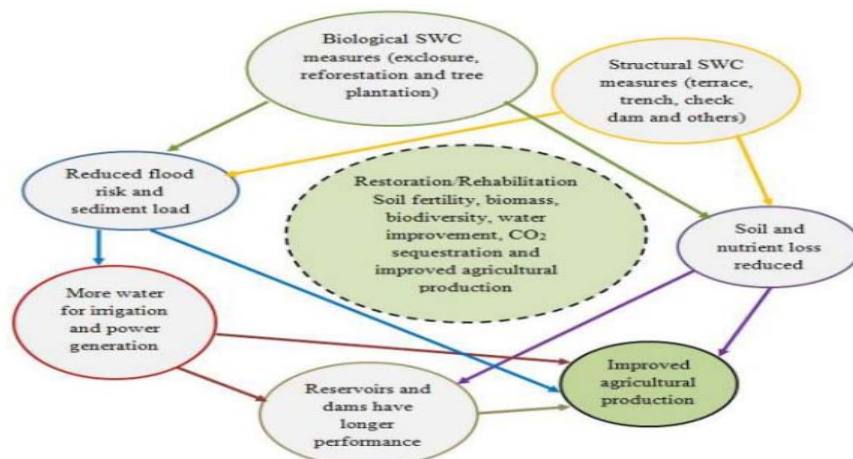 Biological SWC
measures (exclosure,
reforestation and tree
plantation)
Structural SWC
measures (terrace,
trench, check
dam and others)
Reduced flood
risk and
sediment load
Restoration/Rehabilitation
Soil fertility, biomass,
biodiversity, water
improvement, CO₂
sequestration and
improved agricultural
production
Soil and
nutrient loss
reduced
More water
for irrigation
and power
generation
Reservoirs and
dams have
longer
performance
Improved
agricultural
production